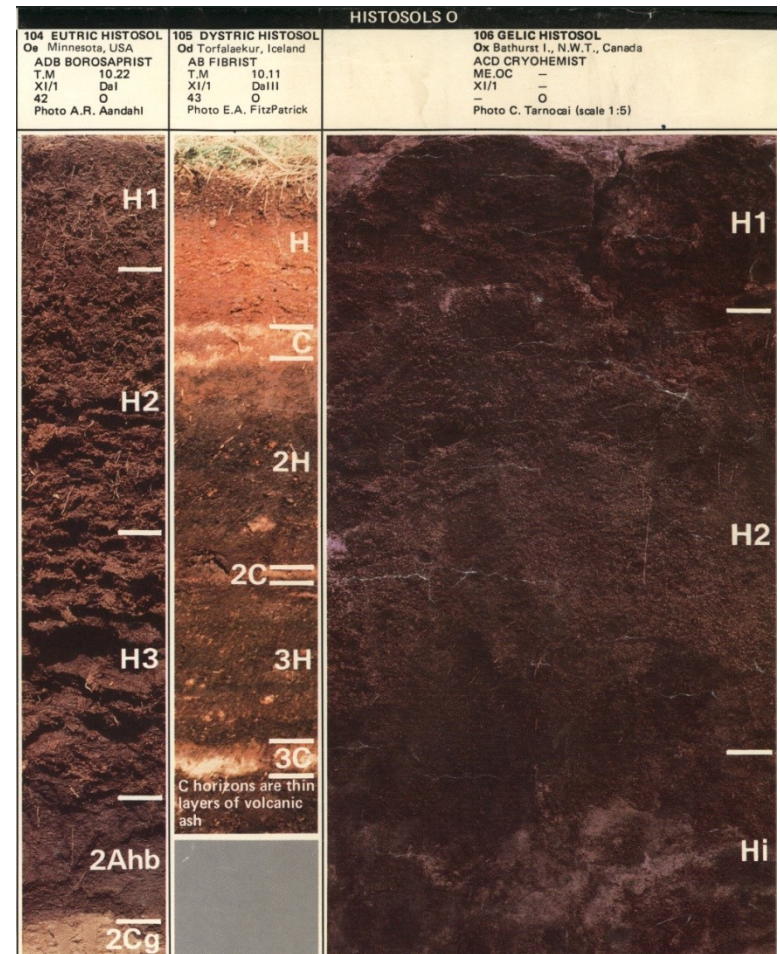 HISTOSOLS O
104 EUTRIC HISTOSOL
Oe Minnesota, USA
ADB BOROSAPRIST
T.M 10.22
XI/1 DaI
42 O
Photo A.R. Aandahl
105 DYSTRIC HISTOSOL
Od Torfalaekur, Iceland
AB FIBRIST
T.M 10.11
XI/1 DaIII
43 O
Photo E.A. FitzPatrick
106 GELIC HISTOSOL
Ox Bathurst I., N.W.T., Canada
ACD CRYOHEMIST
ME.OC –
XI/1 –
– O
Photo C. Tarnocai (scale 1:5)
H1
H2
H3
2Ahb
2Cg
H
C
2H
2C
3H
3C
C horizons are thin
layers of volcanic
ash
H1
H2
Hi